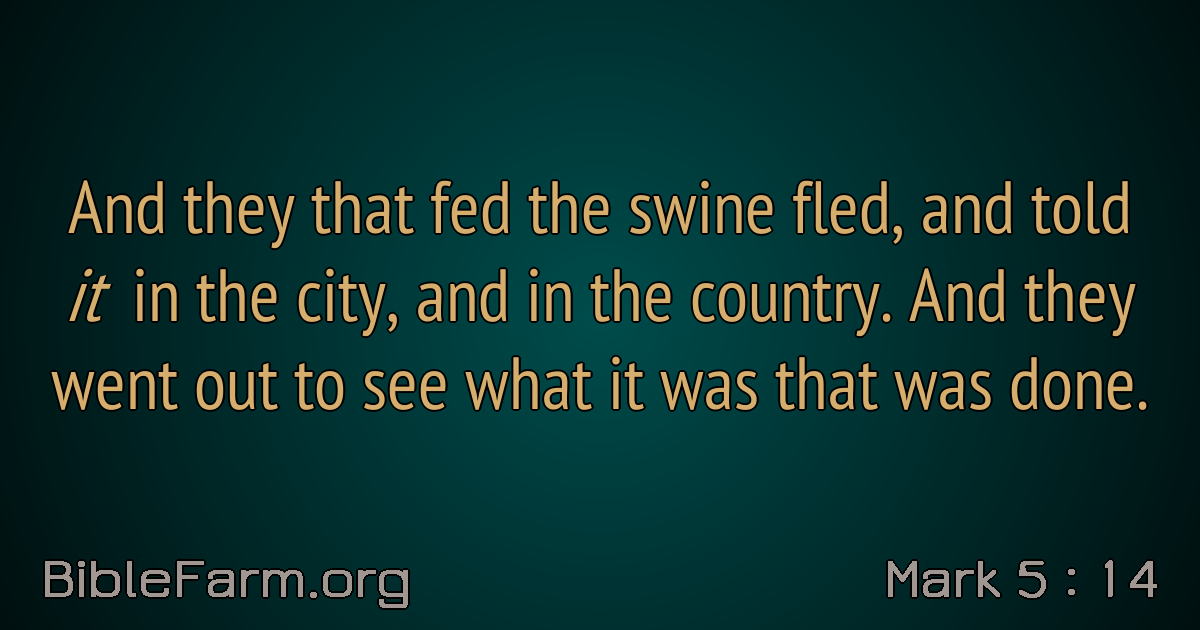 And they that fed the swine fled, and told
it in the city, and in the country. And they
went out to see what it was that was done.
BibleFarm.org
Mark 5 : 14